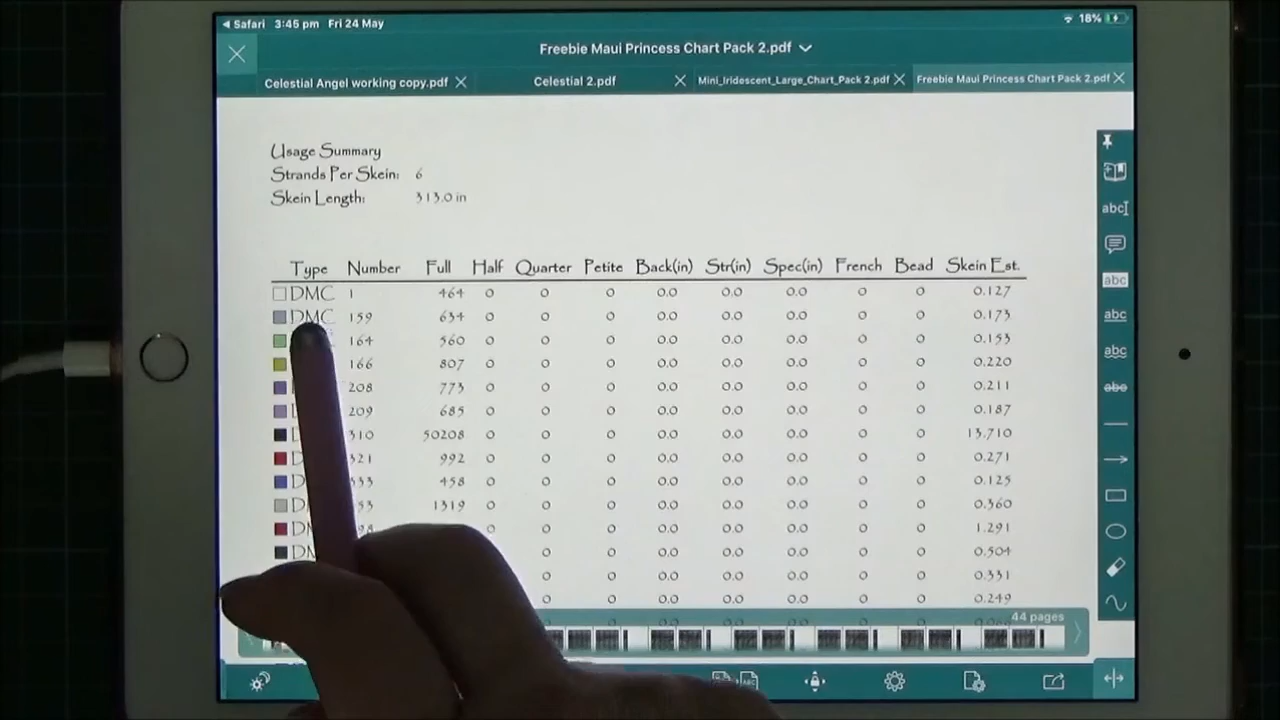 Safari 3:45 pm Fri 24 May 18%
Freebie Maui Princess Chart Pack 2.pdf
Celestial Angel working copy.pdf Celestial 2.pdf Mini_Iridescent_Large_Chart_Pack 2.pdf Freebie Maui Princess Chart Pack 2.pdf
Usage Summary
Strands Per Skein: 6
Skein Length: 313.0 in
Type Number Full Half Quarter Petite Back(in) Str(in) Spec(in) French Bead Skein Est.
DMC 1 464 0 0 0 0.0 0.0 0.0 0 0 0.127
DMC 159 634 0 0 0 0.0 0.0 0.0 0 0 0.173
164 560 0 0 0 0.0 0.0 0.0 0 0 0.153
166 807 0 0 0 0.0 0.0 0.0 0 0 0.220
208 773 0 0 0 0.0 0.0 0.0 0 0 0.211
209 685 0 0 0 0.0 0.0 0.0 0 0 0.187
310 50208 0 0 0 0.0 0.0 0.0 0 0 13.710
321 992 0 0 0 0.0 0.0 0.0 0 0 0.271
333 458 0 0 0 0.0 0.0 0.0 0 0 0.125
1319 0 0 0 0.0 0.0 0.0 0 0 0.360
0 0 0 0.0 0.0 0.0 0 0 1.291
0 0 0.0 0.0 0.0 0 0 0.504
0 0 0.0 0.0 0.0 0 0 0.331
0 0 0.0 0.0 0.0 0 0 0.249
44 pages
abc
abc
abc
abc
abc